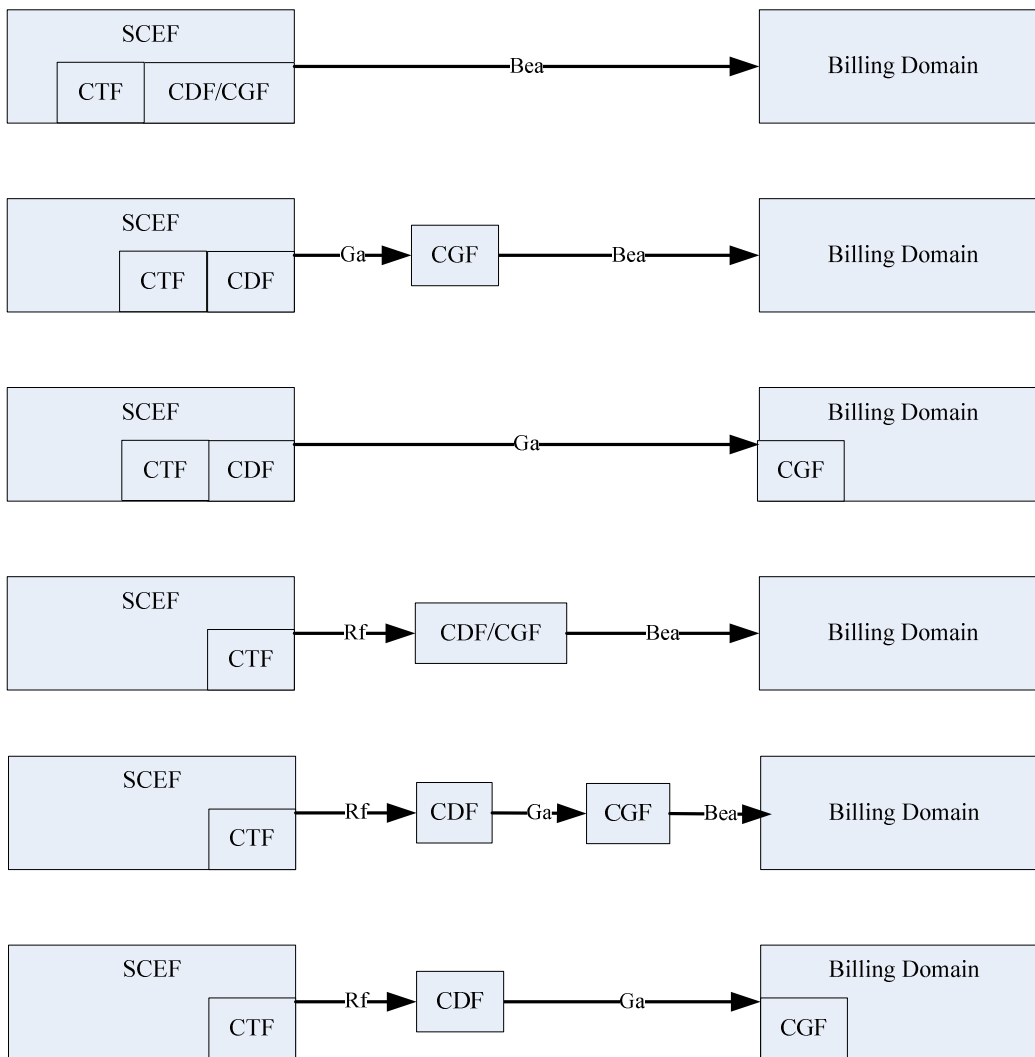 SCEF
CTF
CDF/CGF
Bea
Billing Domain
SCEF
CTF
CDF
Ga
CGF
Bea
Billing Domain
SCEF
CTF
CDF
Ga
Billing Domain
CGF
SCEF
CTF
Rf
CDF/CGF
Bea
Billing Domain
SCEF
CTF
Rf
CDF
Ga
CGF
Bea
Billing Domain
SCEF
CTF
Rf
CDF
Ga
Billing Domain
CGF